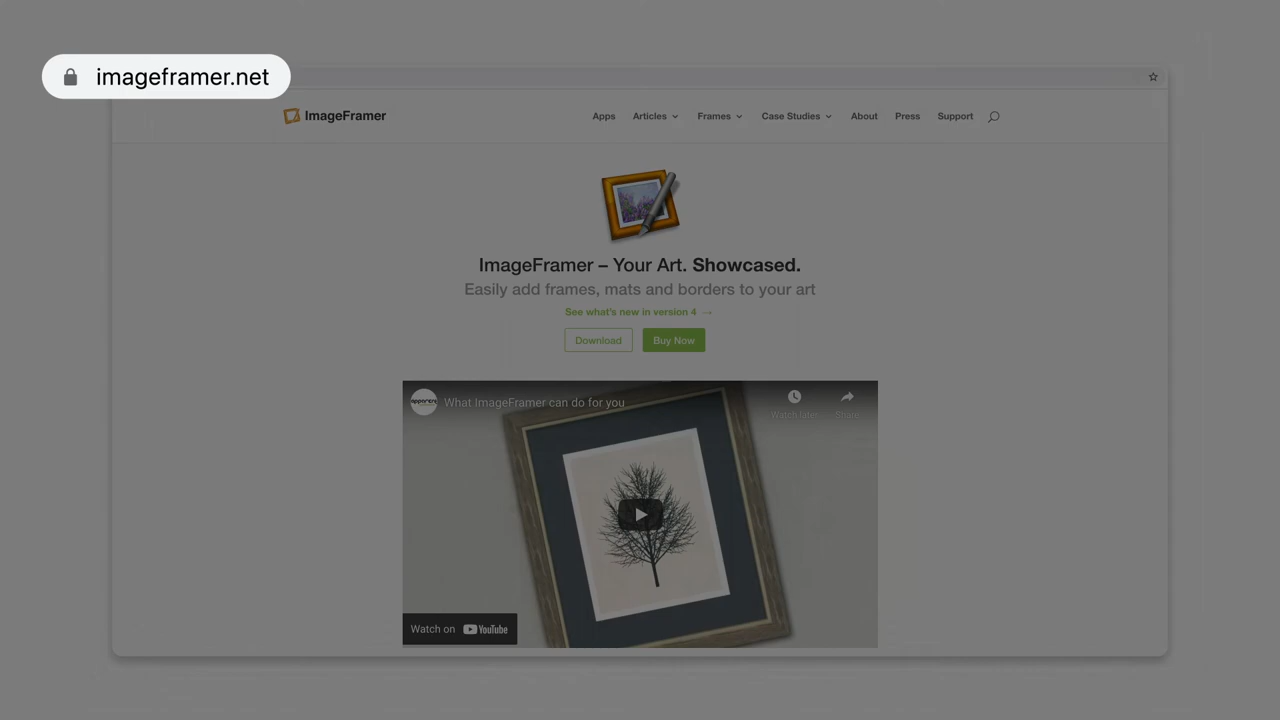 imageframer.net
ImageFramer
Apps Articles Frames Case Studies About Press Support
ImageFramer – Your Art. Showcased.
Easily add frames, mats and borders to your art
See what's new in version 4 →
Download Buy Now
What ImageFramer can do for you
Watch later Share
Watch on YouTube